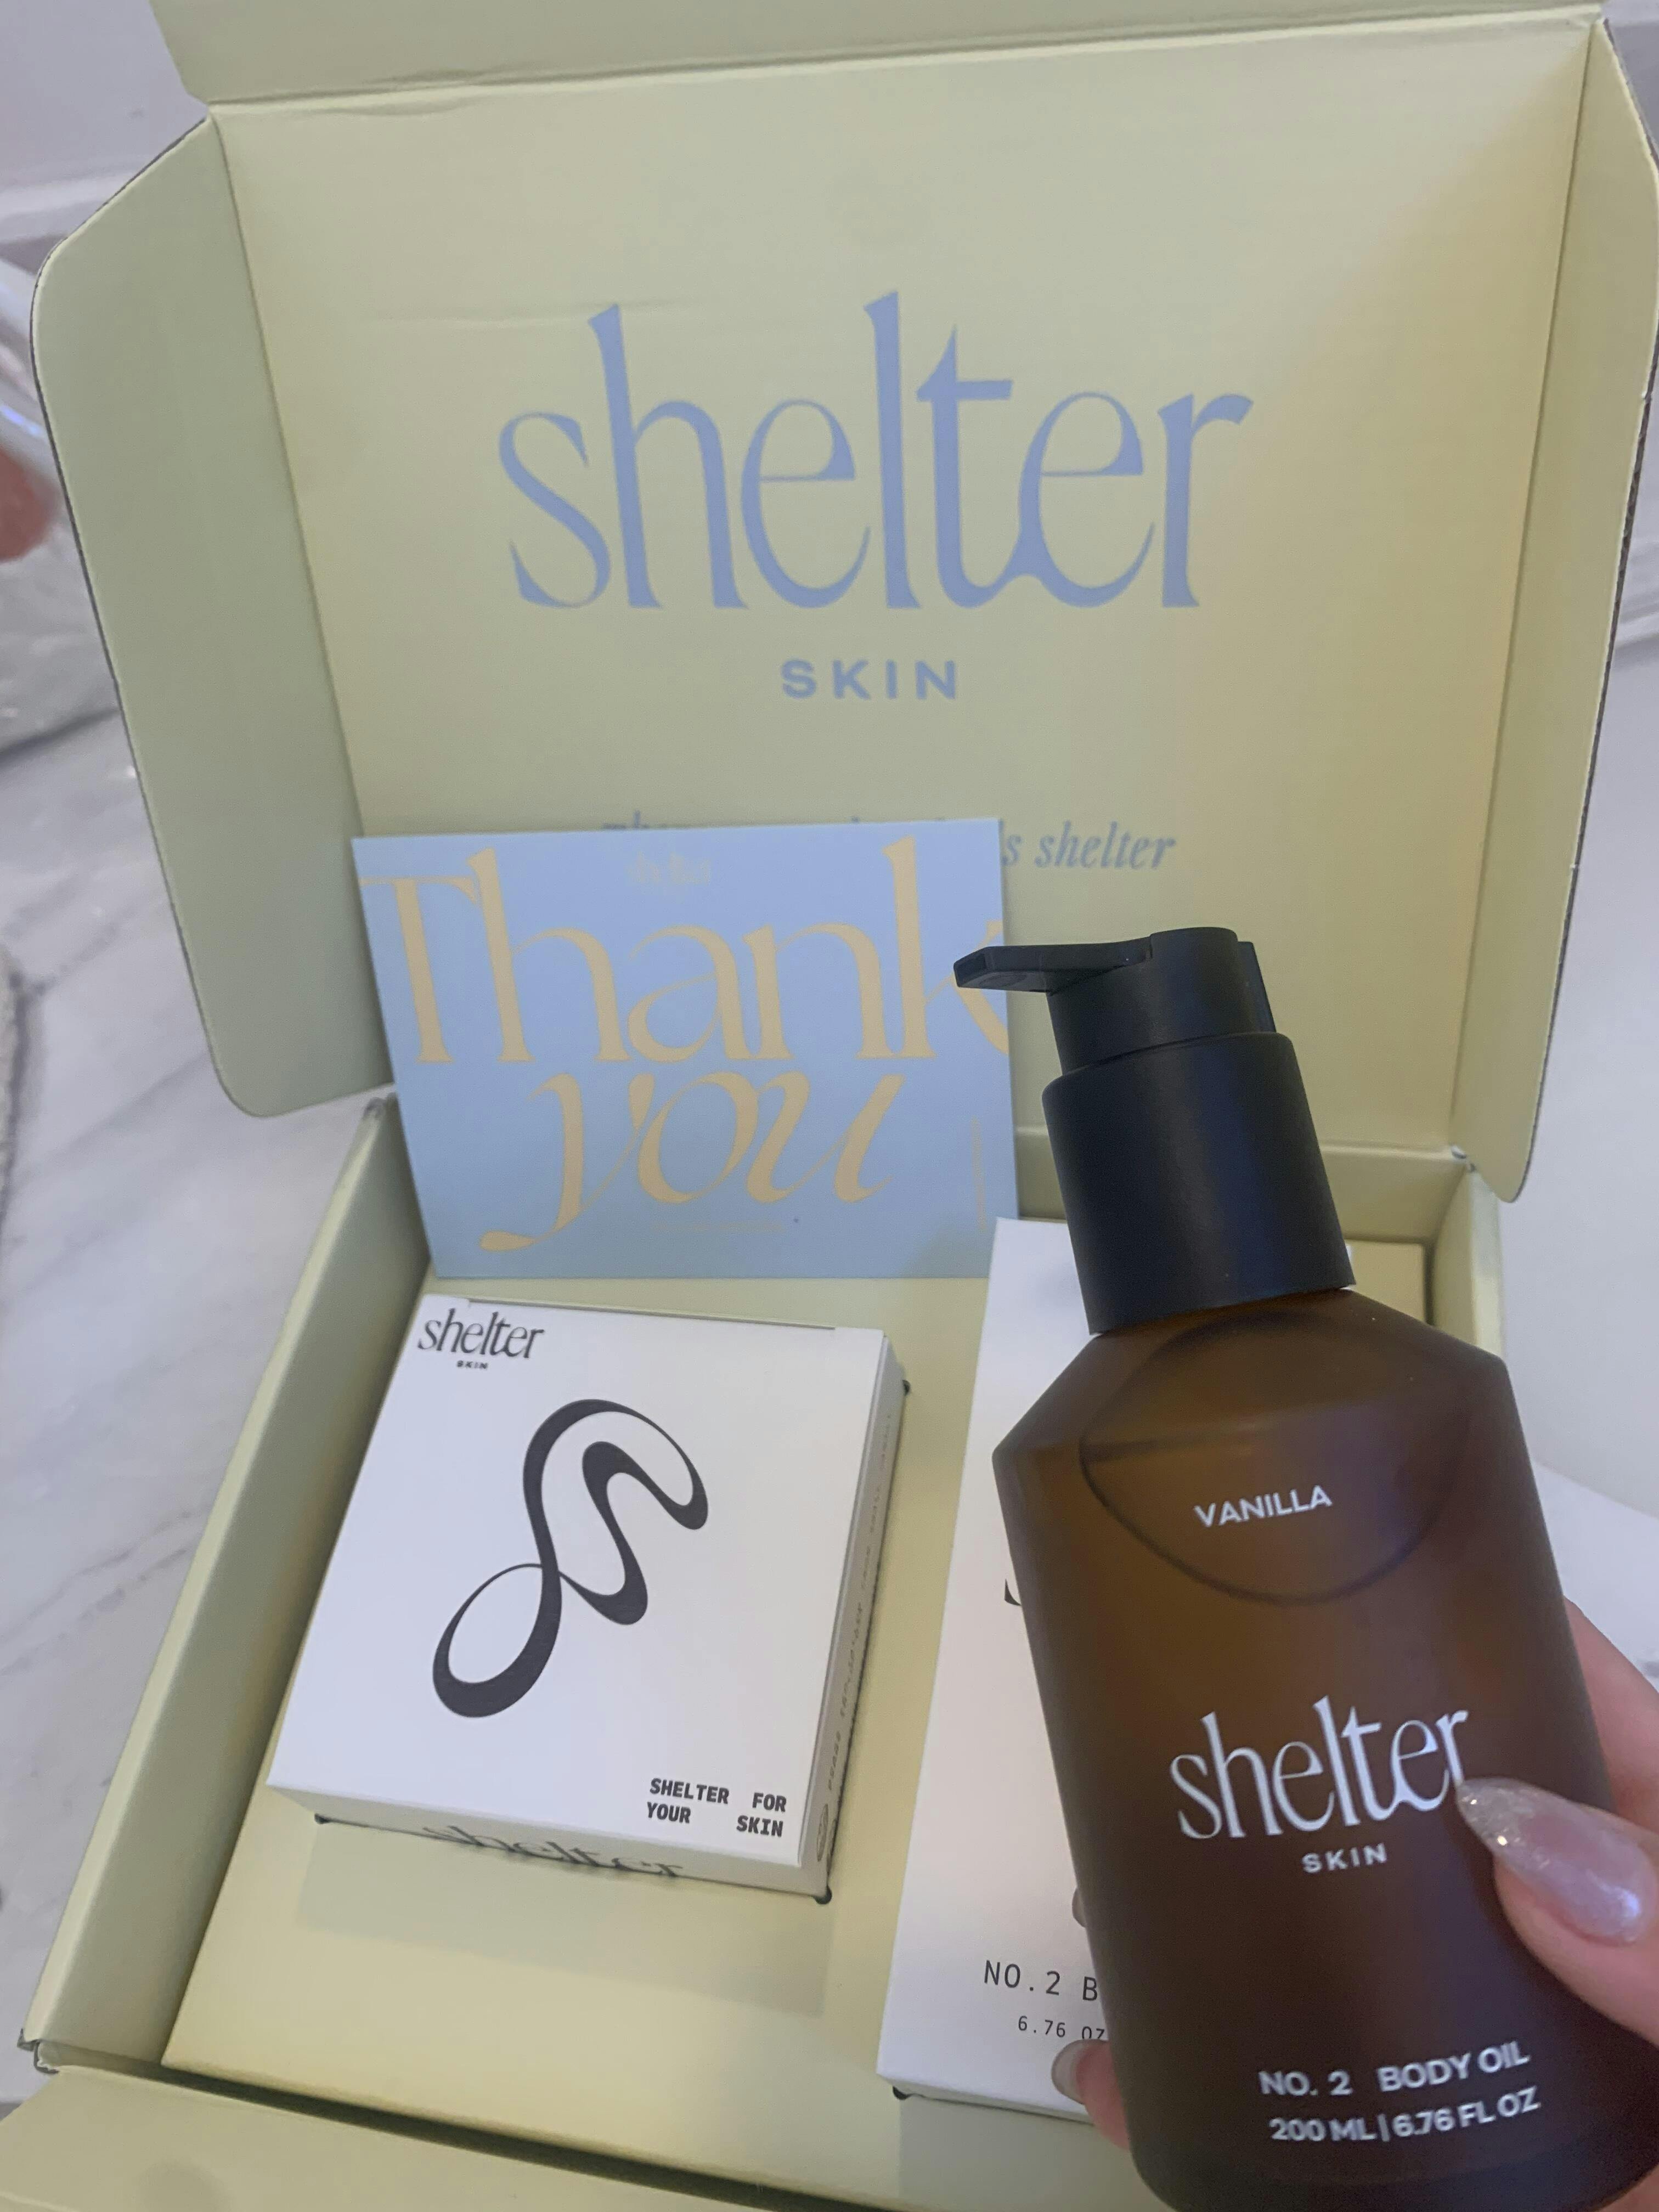 shelter
SKIN
s shelter
Thank
you
shelter
SKIN
SHELTER FOR
YOUR SKIN
shelter
NO.2 B
6.76 OZ
VANILLA
shelter
SKIN
NO. 2 BODY OIL
200 ML | 6.76 FL OZ